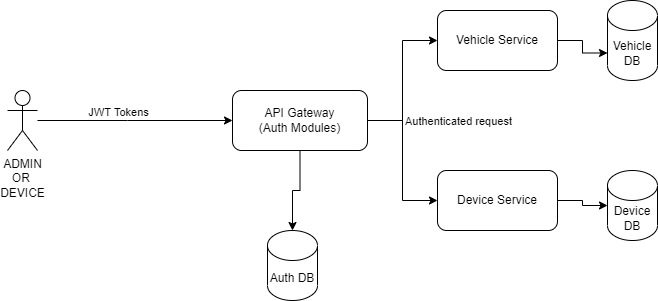 Vehicle Service
Vehicle
DB
JWT Tokens
API Gateway
(Auth Modules)
Authenticated request
ADMIN
OR
DEVICE
Device Service
Device
DB
Auth DB